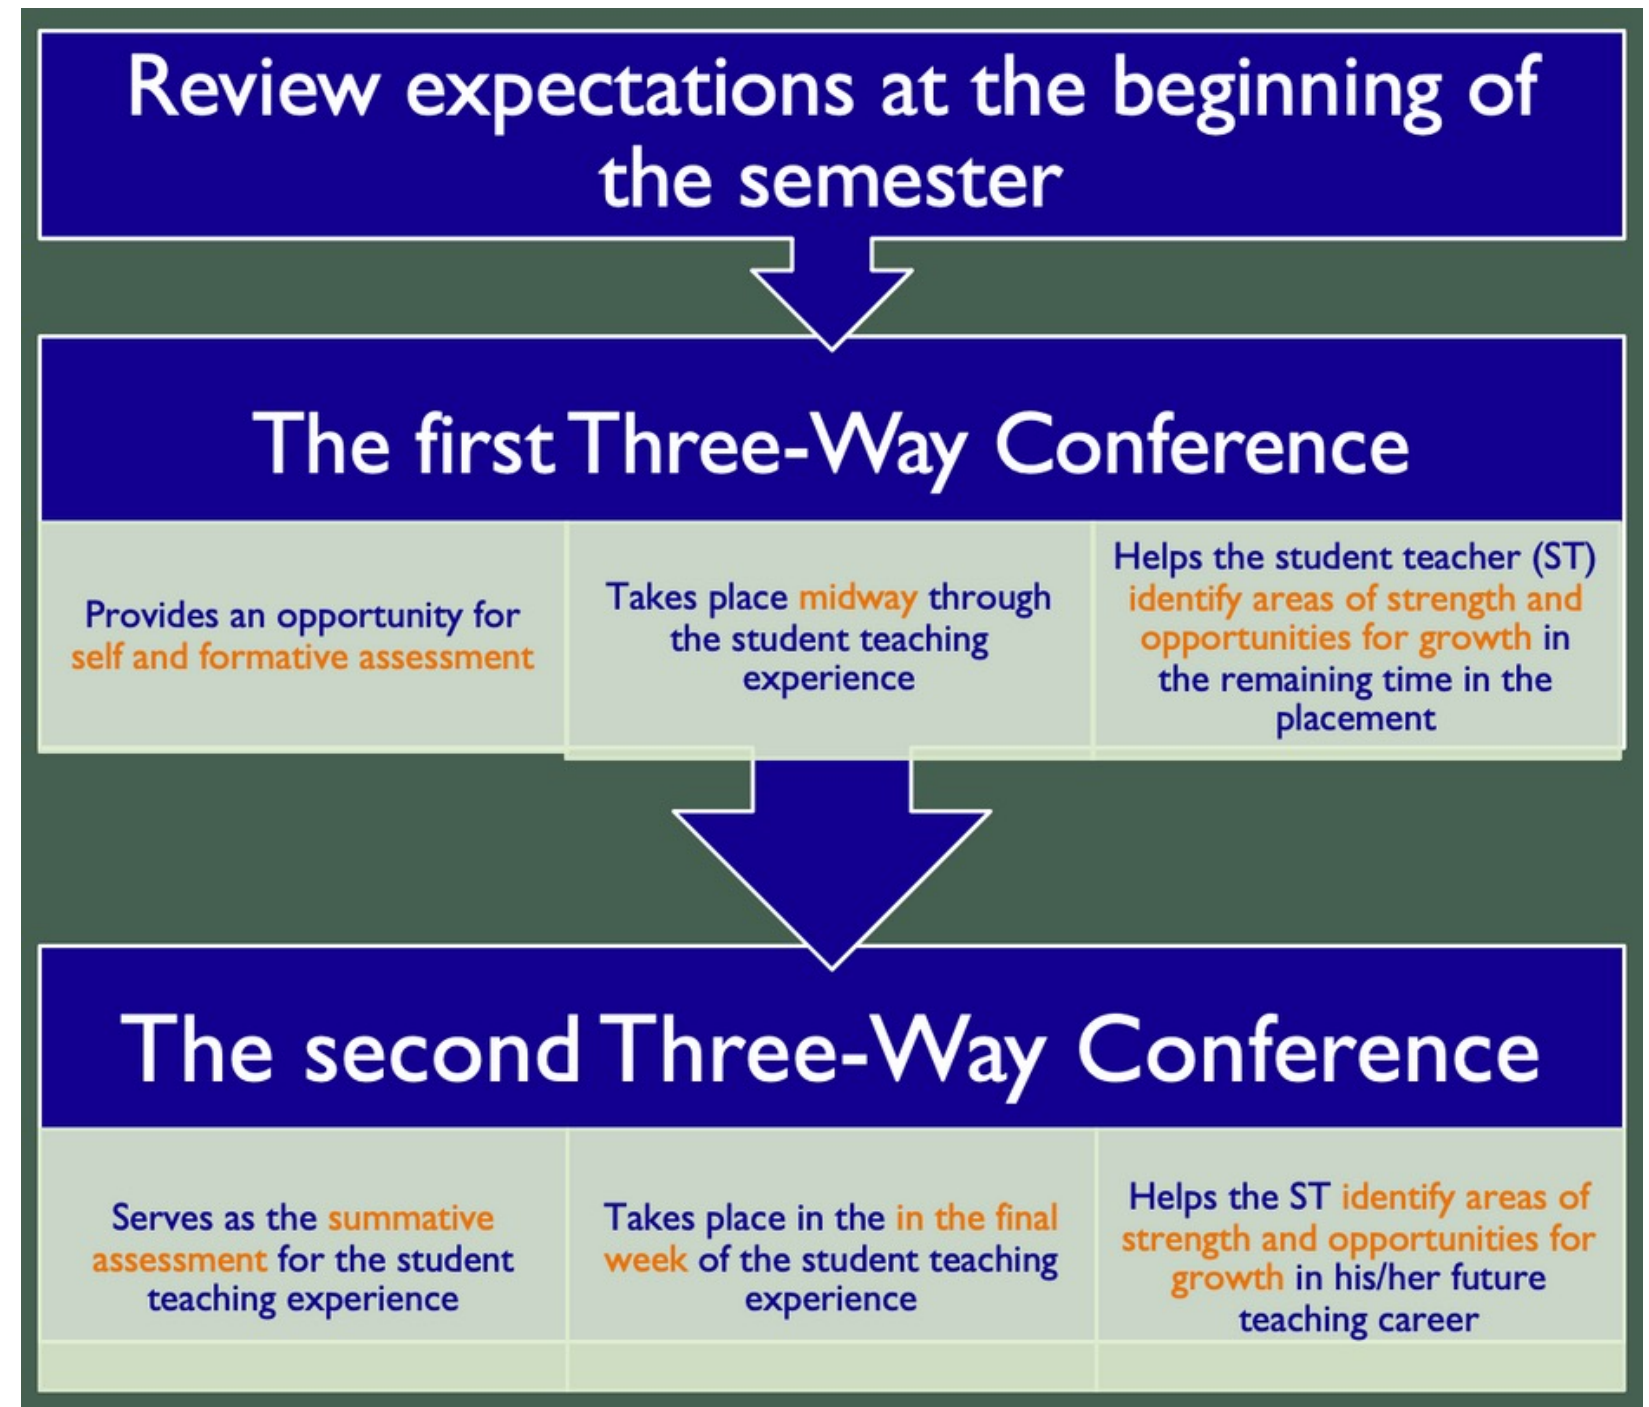 Review expectations at the beginning of
the semester
The first Three-Way Conference
Provides an opportunity for
self and formative assessment
Takes place midway through
the student teaching
experience
Helps the student teacher (ST)
identify areas of strength and
opportunities for growth in
the remaining time in the
placement
The second Three-Way Conference
Serves as the summative
assessment for the student
teaching experience
Takes place in the in the final
week of the student teaching
experience
Helps the ST identify areas of
strength and opportunities for
growth in his/her future
teaching career